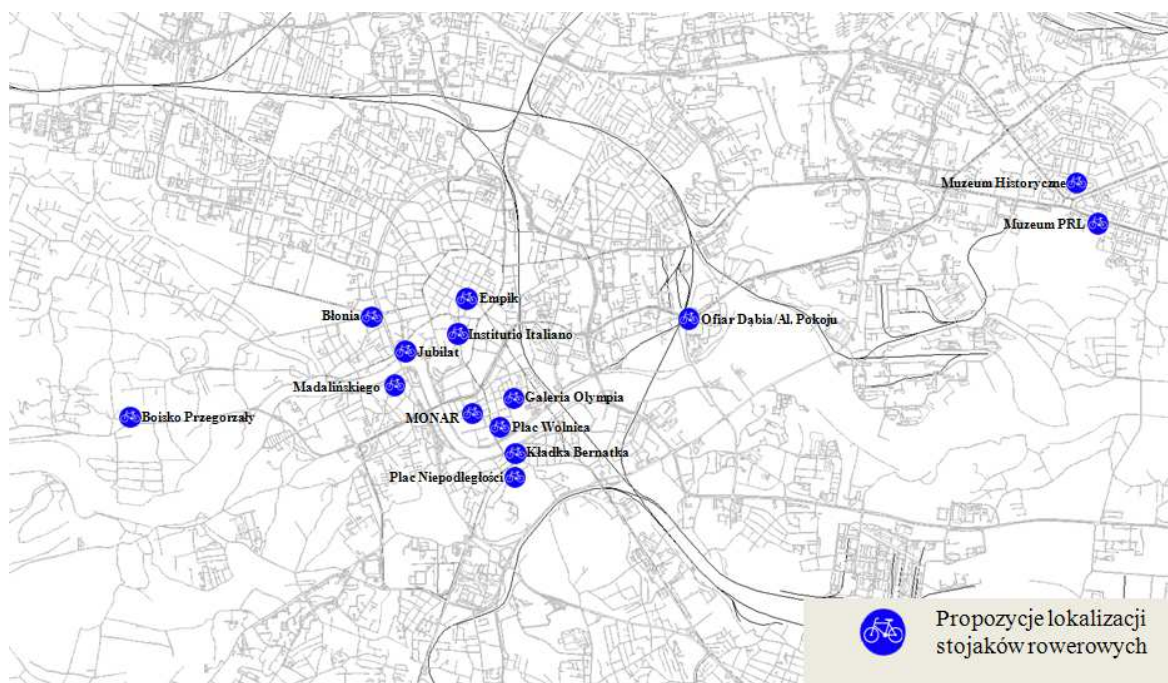 Muzeum Historyczne
Muzeum PRL
Empik
Błonia
Ofiar Dąbia/Al. Pokoju
Institutio Italiano
Jubilat
Madalińskiego
Galeria Olympia
Boisko Przegorzały
MONAR
Plac Wolnica
Kładka Bernatka
Plac Niepodległości
Propozycje lokalizacji
stojaków rowerowych